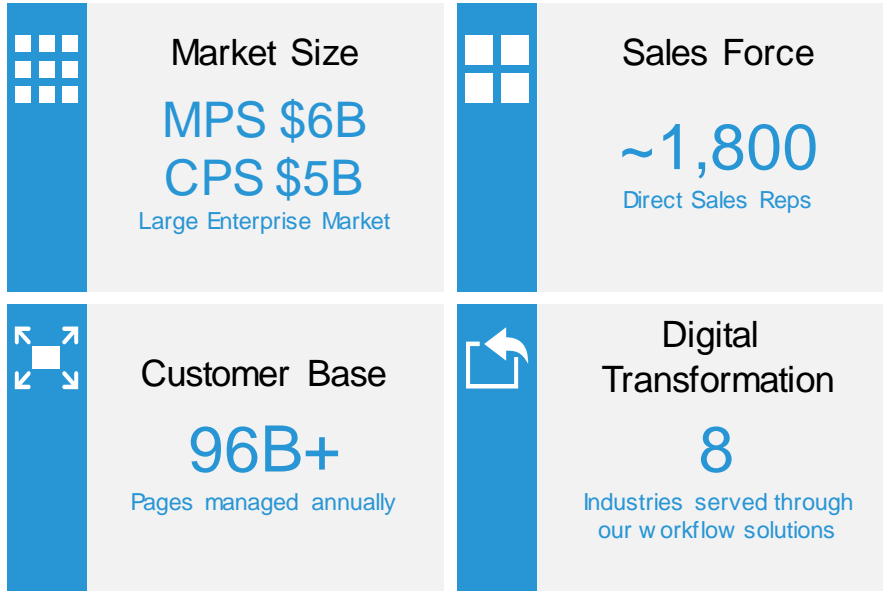 Market Size
MPS $6B
CPS $5B
Large Enterprise Market
Sales Force
~1,800
Direct Sales Reps
Customer Base
96B+
Pages managed annually
Digital
Transformation
8
Industries served through
our workflow solutions